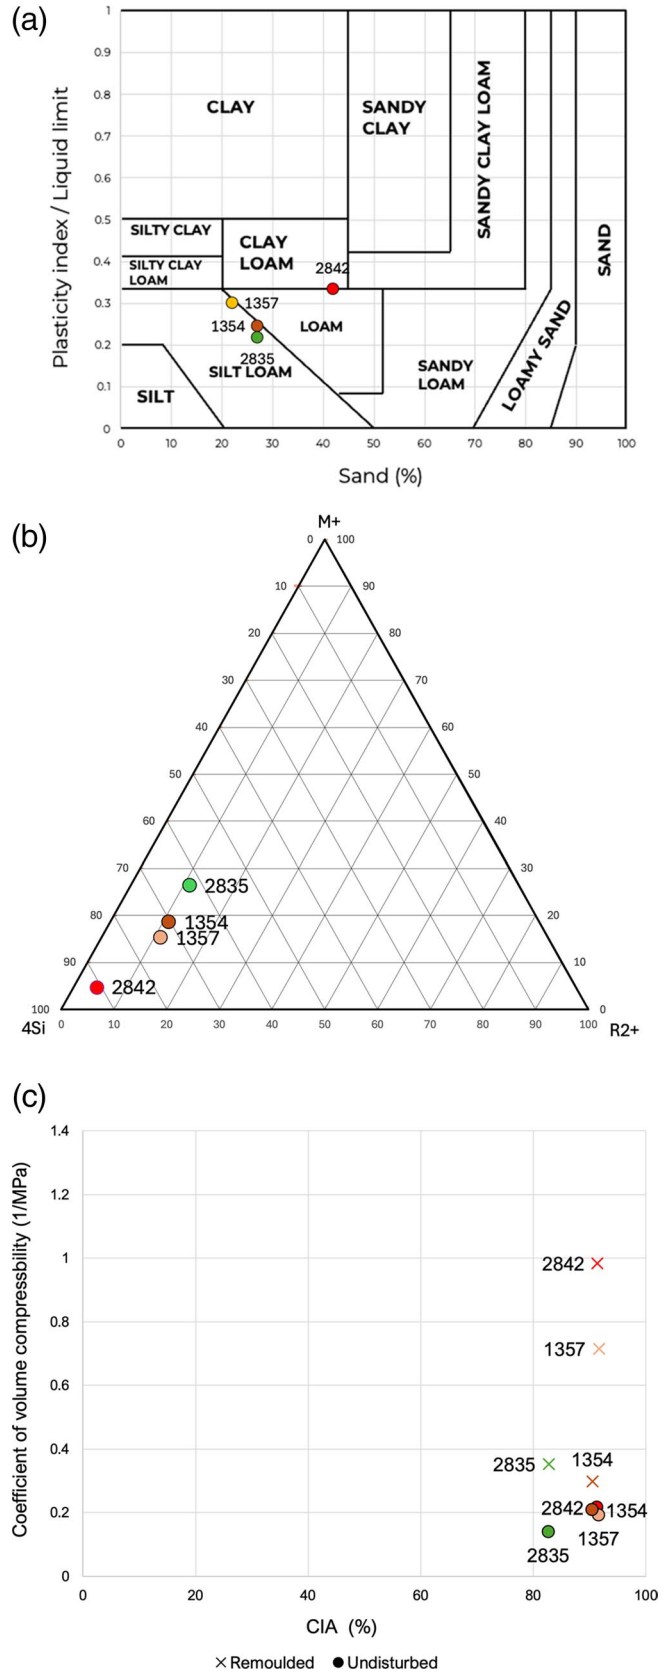 (a)
Plasticity index / Liquid limit
1
0.9
0.8
0.7
0.6
0.5
0.4
0.3
0.2
0.1
0
CLAY
SANDY
CLAY
SANDY CLAY LOAM
SAND
SILTY CLAY
SILTY CLAY
LOAM
CLAY
LOAM
2842
1357
1354
2835
LOAM
SILT LOAM
SILT
SANDY
LOAM
LOAMY SAND
0 10 20 30 40 50 60 70 80 90 100
Sand (%)
(b)
M+
0 100
10 90
20 80
30 70
40 60
50 50
60 40
70 30
2835
80 20
1354
1357
90 10
2842
100 0
4Si 0 10 20 30 40 50 60 70 80 90 100 R2+
(c)
Coefficient of volume compressbility (1/MPa)
1.4
1.2
1
0.8
0.6
0.4
0.2
0
2842
1357
2835
1354
2842
1354
1357
2835
0 20 40 60 80 100
CIA (%)
Remoulded Undisturbed